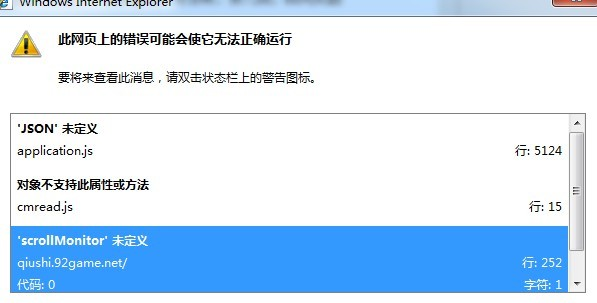 Windows Internet Explorer
此网页上的错误可能会使它无法正确运行
要将来查看此消息，请双击状态栏上的警告图标。
'JSON' 未定义
application.js 行: 5124
对象不支持此属性或方法
cmread.js 行: 15
'scrollMonitor' 未定义
qiushi.92game.net/ 行: 252
代码: 0 字符: 1